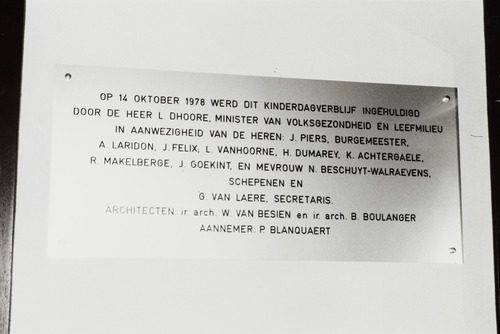 OP 14 OKTOBER 1978 WERD DIT KINDERDAGVERBLIJF INGEHULDIGD
DOOR DE HEER L. DHOORE, MINISTER VAN VOLKSGEZONDHEID EN LEEFMILIEU
IN AANWEZIGHEID VAN DE HEREN: J. PIERS, BURGEMEESTER,
A. LARIDON, J. FELIX; L. VANHOORNE, H. DUMAREY, K. ACHTERGAELE,
R. MAKELBERGE, J. GOEKINT, EN MEVROUW N. BESCHUYT-WALRAEVENS,
SCHEPENEN EN
G. VAN LAERE, SECRETARIS.
ARCHITECTEN: ir. arch. W. VAN BESIEN en ir. arch. B. BOULANGER
AANNEMER: P. BLANQUAERT